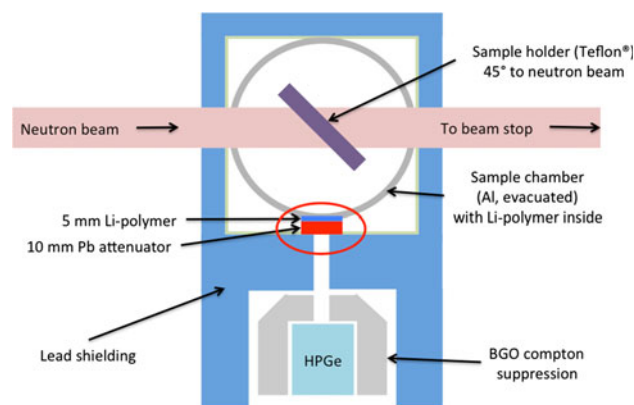 Sample holder (Teflon®)
45° to neutron beam
Neutron beam
To beam stop
Sample chamber
(Al, evacuated)
with Li-polymer inside
5 mm Li-polymer
10 mm Pb attenuator
Lead shielding
HPGe
BGO compton
suppression